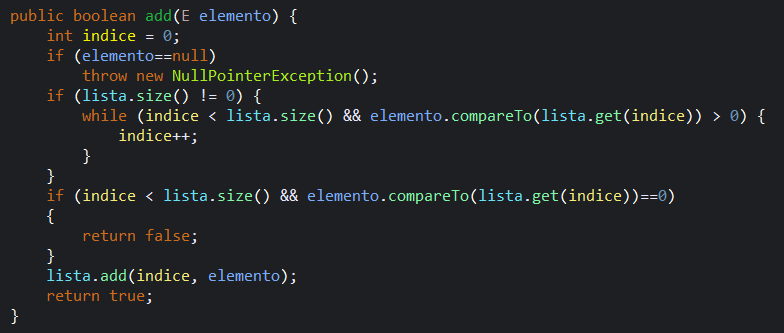 public boolean add(E elemento) {
    int indice = 0;
    if (elemento==null)
        throw new NullPointerException();
    if (lista.size() != 0) {
        while (indice < lista.size() && elemento.compareTo(lista.get(indice)) > 0) {
            indice++;
        }
    }
    if (indice < lista.size() && elemento.compareTo(lista.get(indice))==0)
    {
        return false;
    }
    lista.add(indice, elemento);
    return true;
}